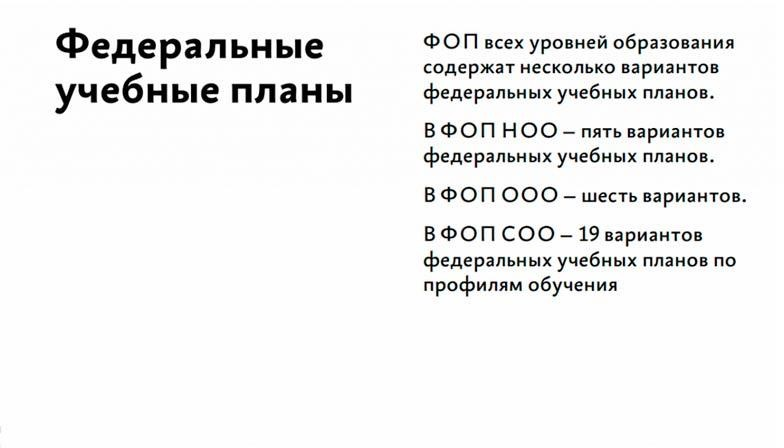 Федеральные
учебные планы
ФОП всех уровней образования
содержат несколько вариантов
федеральных учебных планов.
В ФОП НОО – пять вариантов
федеральных учебных планов.
В ФОП ООО – шесть вариантов.
В ФОП СОО – 19 вариантов
федеральных учебных планов по
профилям обучения